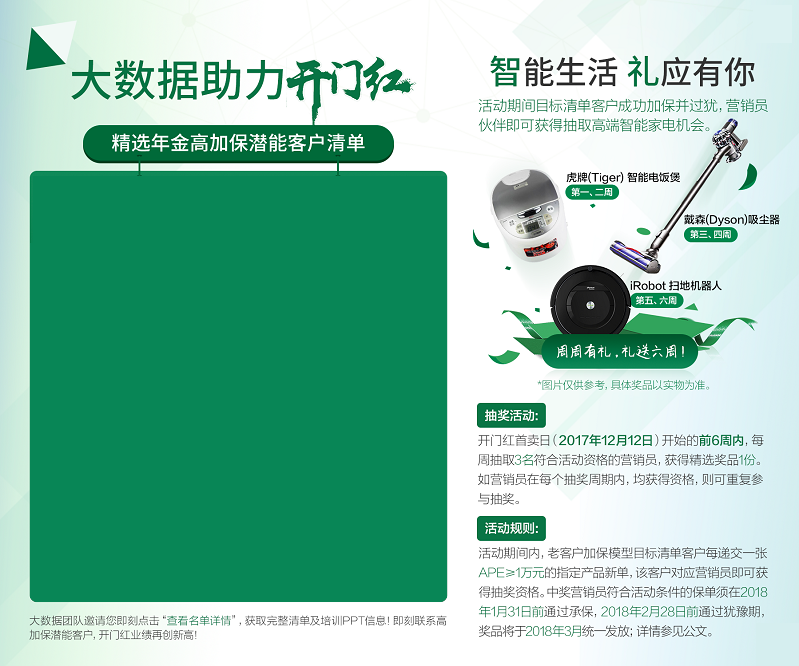 大数据助力开门红
精选年金高加保潜能客户清单
大数据团队邀请您即刻点击“查看名单详情”，获取完整清单及培训PPT信息！即刻联系高
加保潜能客户，开门红业绩再创新高！
智能生活 礼应有你
活动期间目标清单客户成功加保并过犹，营销员
伙伴即可获得抽取高端智能家电机会。
虎牌(Tiger) 智能电饭煲
第一、二周
戴森(Dyson)吸尘器
第三、四周
iRobot 扫地机器人
第五、六周
周周有礼，礼送六周！
*图片仅供参考，具体奖品以实物为准。
抽奖活动:
开门红首卖日（2017年12月12日）开始的前6周内，每
周抽取3名符合活动资格的营销员，获得精选奖品1份。
如营销员在每个抽奖周期内，均获得资格，则可重复参
与抽奖。
活动规则:
活动期间内，老客户加保模型目标清单客户每递交一张
APE≥1万元的指定产品新单，该客户对应营销员即可获
得抽奖资格。中奖营销员符合活动条件的保单须在2018
年1月31日前通过承保，2018年2月28日前通过犹豫期，
奖品将于2018年3月统一发放；详情参见公文。